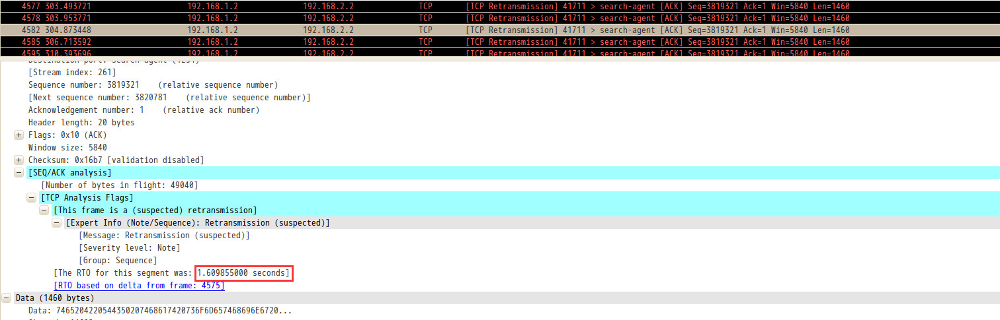 4577 303.493721 192.168.1.2 192.168.2.2 TCP [TCP Retransmission] 41711 > search-agent [ACK] Seq=3819321 Ack=1 Win=5840 Len=1460
4578 303.953771 192.168.1.2 192.168.2.2 TCP [TCP Retransmission] 41711 > search-agent [ACK] Seq=3819321 Ack=1 Win=5840 Len=1460
4582 304.873448 192.168.1.2 192.168.2.2 TCP [TCP Retransmission] 41711 > search-agent [ACK] Seq=3819321 Ack=1 Win=5840 Len=1460
4585 306.713592 192.168.1.2 192.168.2.2 TCP [TCP Retransmission] 41711 > search-agent [ACK] Seq=3819321 Ack=1 Win=5840 Len=1460
4595 310.393696 192.168.1.2 192.168.2.2 TCP [TCP Retransmission] 41711 > search-agent [ACK] Seq=3819321 Ack=1 Win=5840 Len=1460
Destination port: search-agent (1234)
[Stream index: 261]
Sequence number: 3819321 (relative sequence number)
[Next sequence number: 3820781 (relative sequence number)]
Acknowledgement number: 1 (relative ack number)
Header length: 20 bytes
+ Flags: 0x10 (ACK)
Window size: 5840
+ Checksum: 0x16b7 [validation disabled]
− [SEQ/ACK analysis]
[Number of bytes in flight: 49040]
− [TCP Analysis Flags]
− [This frame is a (suspected) retransmission]
− [Expert Info (Note/Sequence): Retransmission (suspected)]
[Message: Retransmission (suspected)]
[Severity level: Note]
[Group: Sequence]
[The RTO for this segment was: 1.609855000 seconds]
[RTO based on delta from frame: 4575]
− Data (1460 bytes)
Data: 746520422054435020746861742073​6F6D657468696E6720...